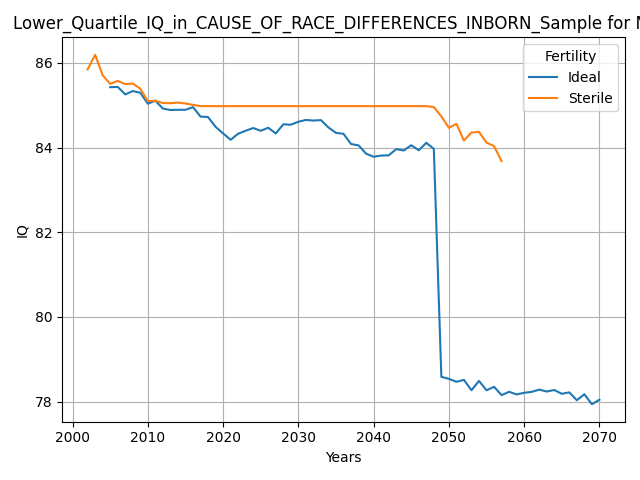 Lower_Quartile_IQ_in_CAUSE_OF_RACE_DIFFERENCES_INBORN_Sample for
Fertility
Ideal
Sterile
IQ
86
84
82
80
78
2000 2010 2020 2030 2040 2050 2060 2070
Years